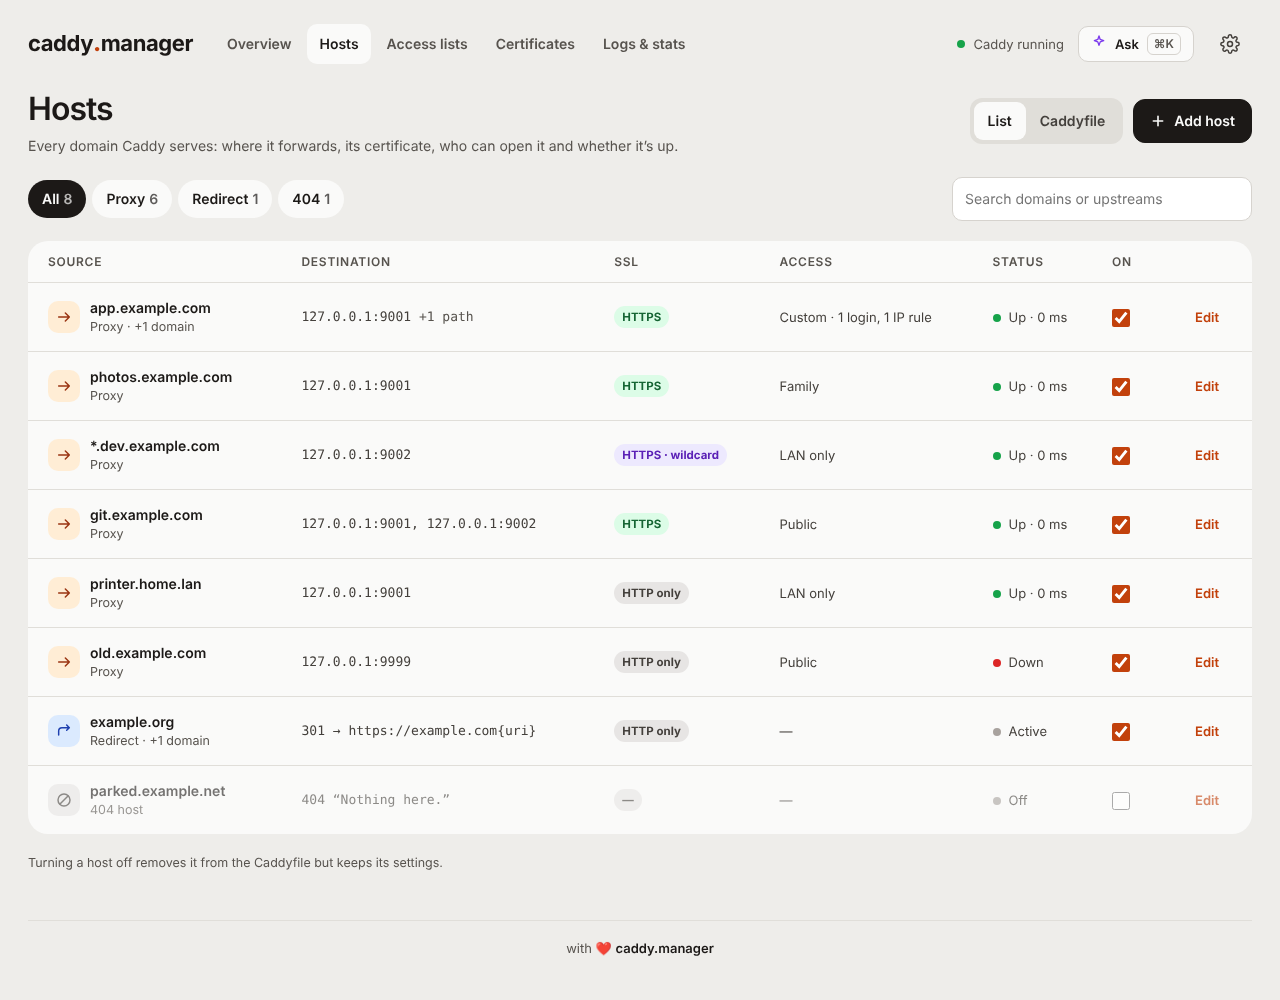 caddy.manager Overview Hosts Access lists Certificates Logs & stats Caddy running Ask ⌘K
Hosts
Every domain Caddy serves: where it forwards, its certificate, who can open it and whether it’s up.
List Caddyfile + Add host
All 8 Proxy 6 Redirect 1 404 1
Search domains or upstreams
SOURCE DESTINATION SSL ACCESS STATUS ON
app.example.com
Proxy · +1 domain
127.0.0.1:9001 +1 path HTTPS Custom · 1 login, 1 IP rule Up · 0 ms Edit
photos.example.com
Proxy
127.0.0.1:9001 HTTPS Family Up · 0 ms Edit
*.dev.example.com
Proxy
127.0.0.1:9002 HTTPS · wildcard LAN only Up · 0 ms Edit
git.example.com
Proxy
127.0.0.1:9001, 127.0.0.1:9002 HTTPS Public Up · 0 ms Edit
printer.home.lan
Proxy
127.0.0.1:9001 HTTP only LAN only Up · 0 ms Edit
old.example.com
Proxy
127.0.0.1:9999 HTTP only Public Down Edit
example.org
Redirect · +1 domain
301 → https://example.com{uri} HTTP only — Active Edit
parked.example.net
404 host
404 “Nothing here.” — — Off Edit
Turning a host off removes it from the Caddyfile but keeps its settings.
with ❤️ caddy.manager